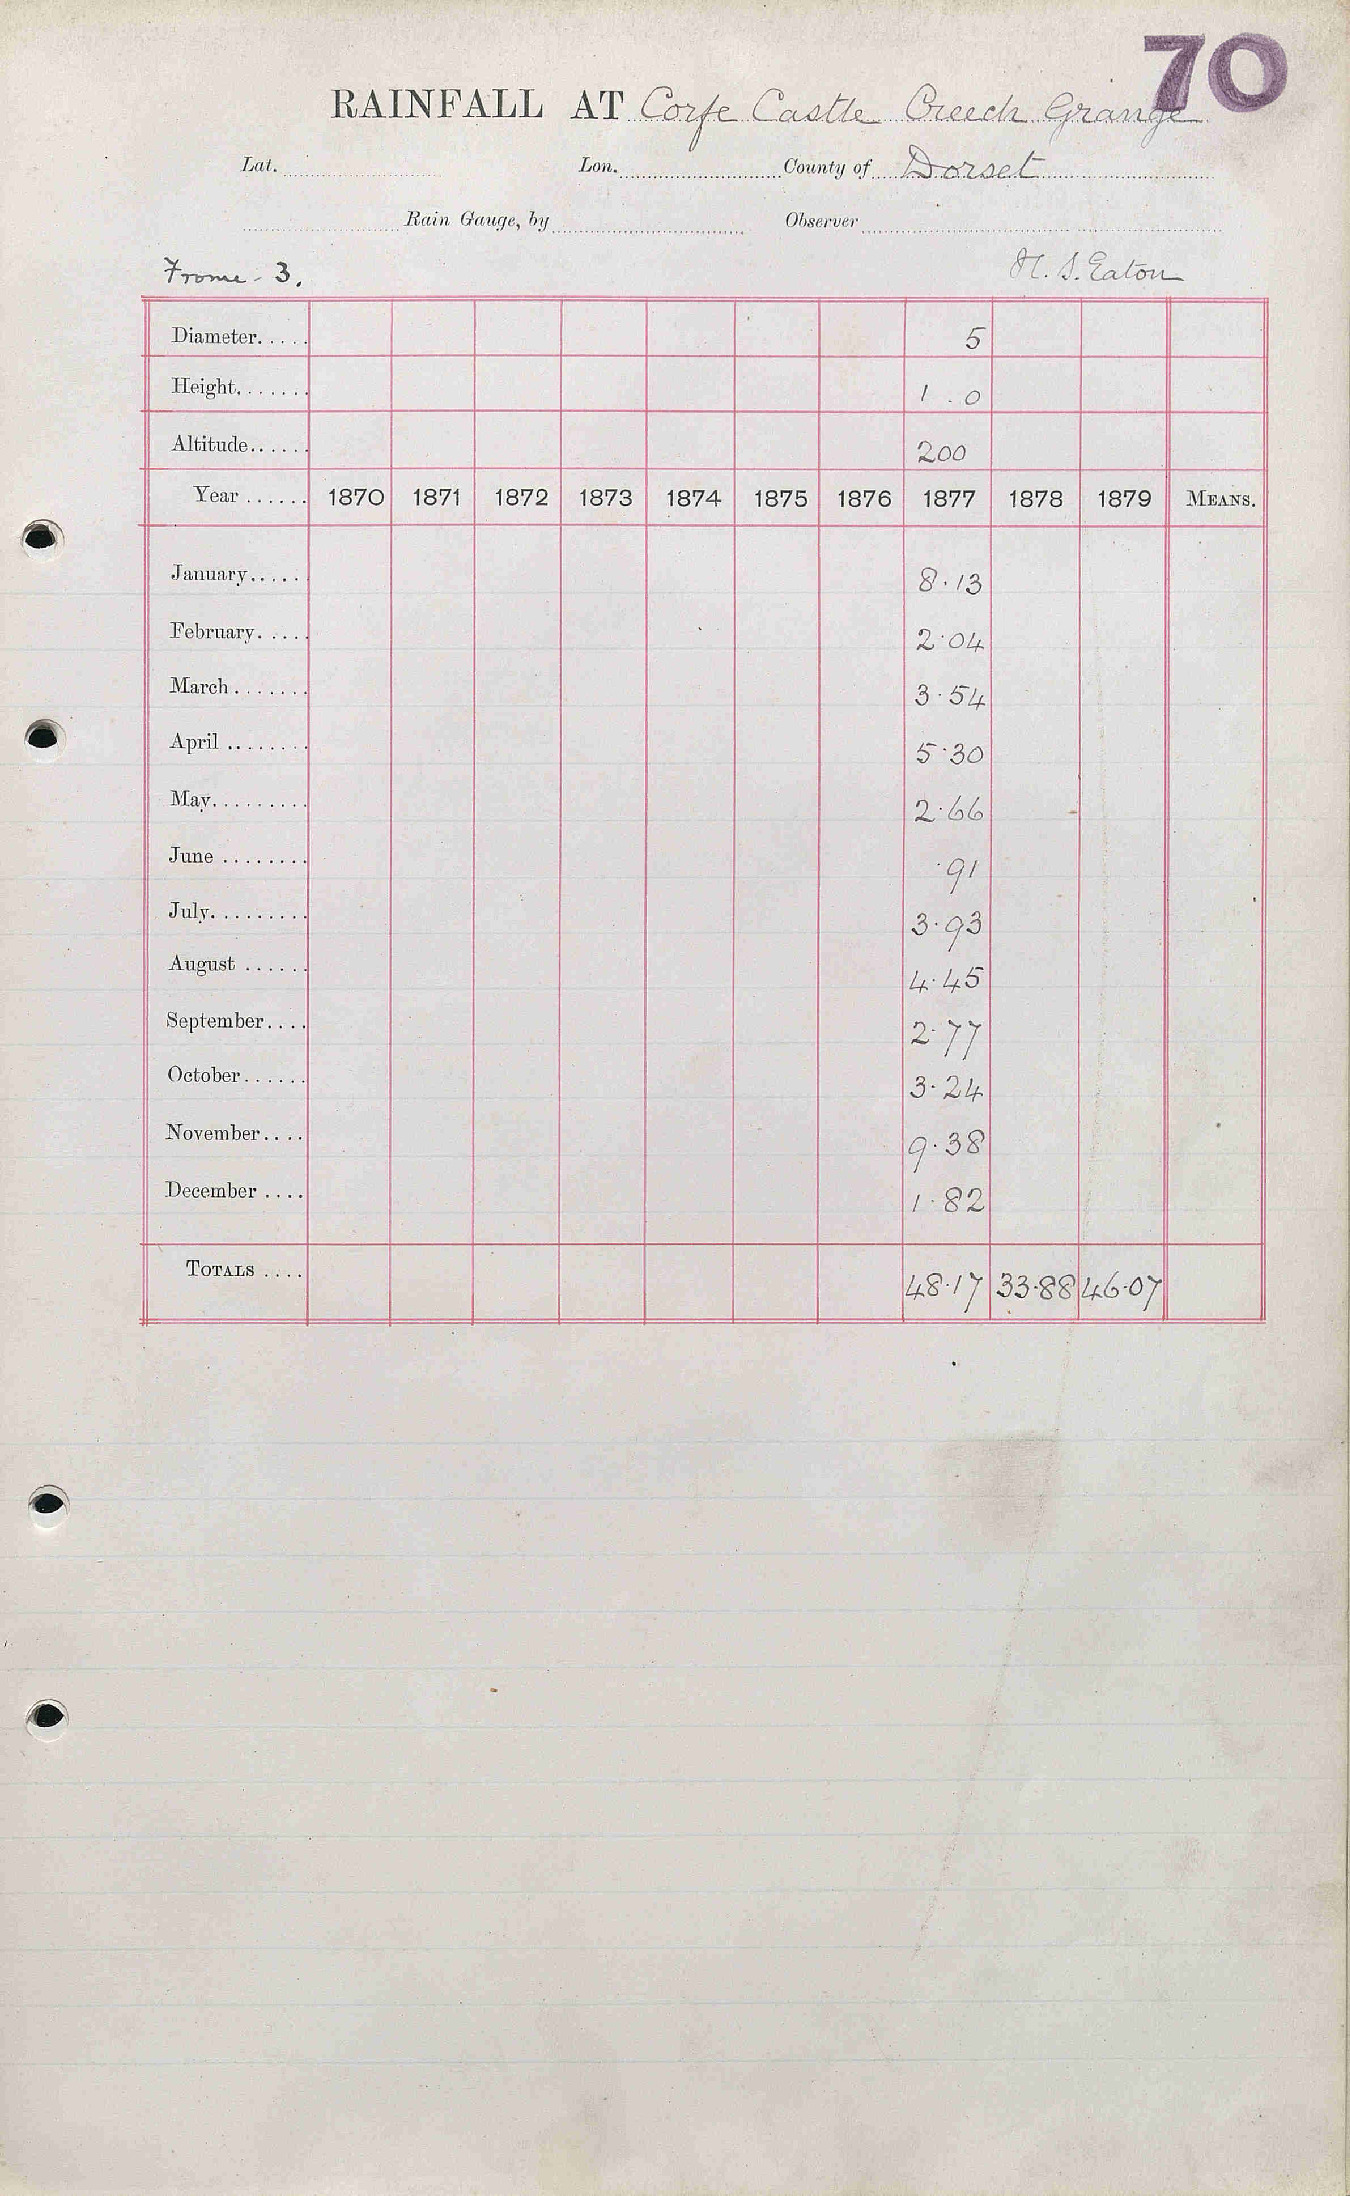 70
RAINFALL AT Corfe Castle Creech Grange
Lat. Lon. County of Dorset
Rain Gauge, by Observer
Frome - 3. H. S. Eaton
Diameter..... 5
Height....... 1 . 0
Altitude...... 200
Year ...... 1870 1871 1872 1873 1874 1875 1876 1877 1878 1879 MEANS.
January..... 8.13
February..... 2.04
March....... 3.54
April ........ 5.30
May......... 2.66
June ........ .91
July......... 3.93
August ...... 4.45
September.... 2.77
October...... 3.24
November.... 9.38
December .... 1.82
TOTALS .... 48.17 33.88 46.07